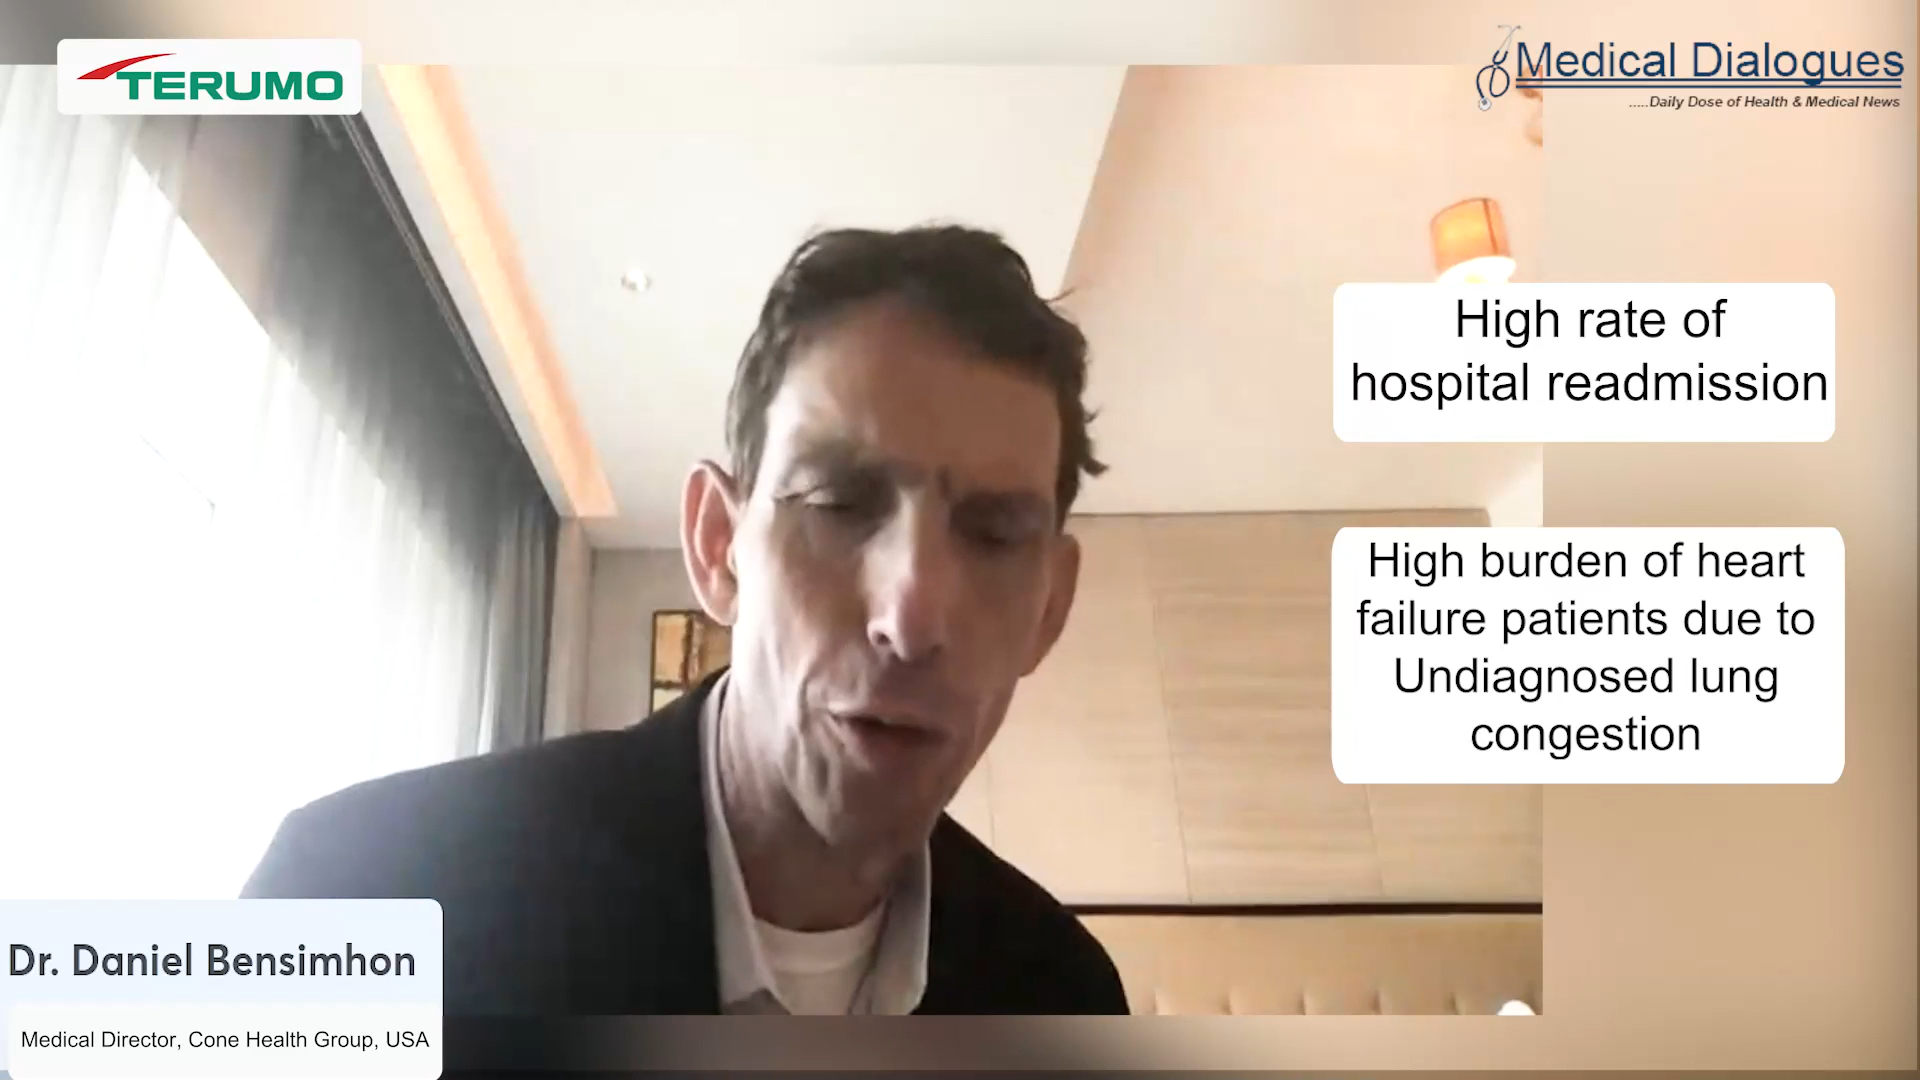 TERUMO
Medical Dialogues
.....Daily Dose of Health & Medical News
High rate of
hospital readmission
High burden of heart
failure patients due to
Undiagnosed lung
congestion
Dr. Daniel Bensimhon
Medical Director, Cone Health Group, USA